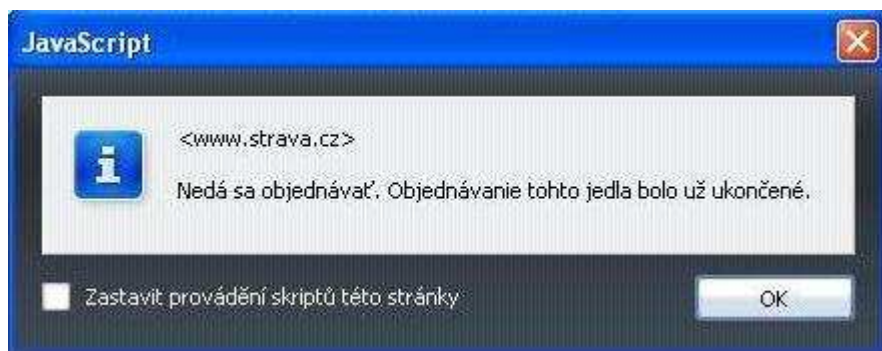 JavaScript
<www.strava.cz>
Nedá sa objednávať. Objednávanie tohto jedla bolo už ukončené.
Zastavit provádění skriptů této stránky
OK